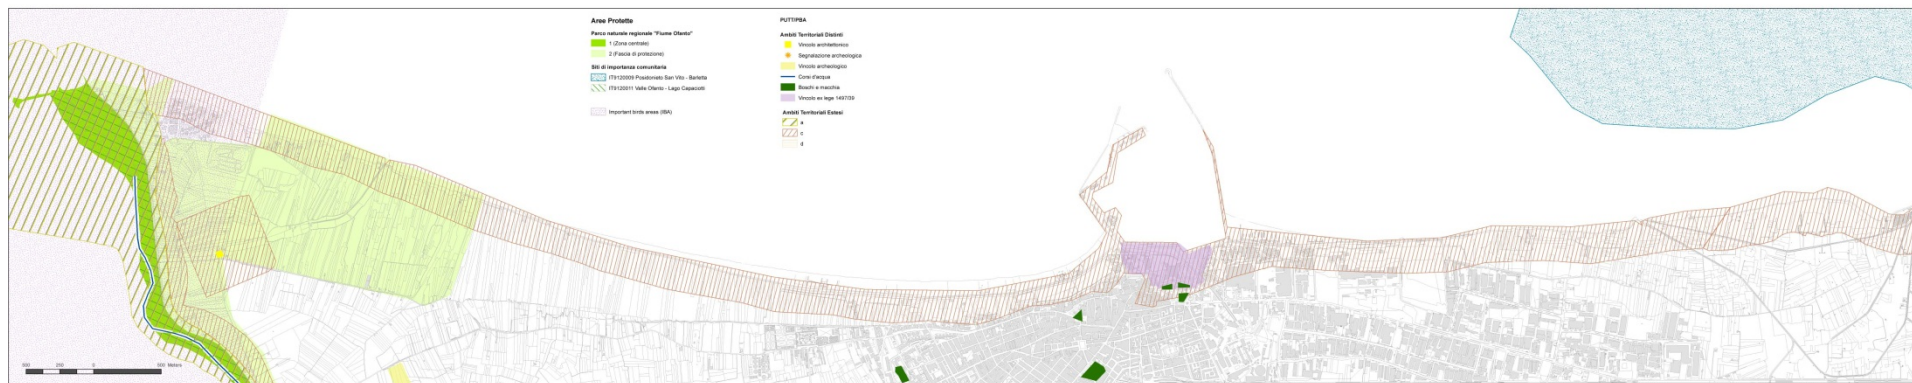 Aree Protette
Parco naturale regionale "Fiume Ofanto"
1 (Zona centrale)
2 (Fascia di protezione)
Siti di importanza comunitaria
IT9120009 Posidonieto San Vito - Barletta
IT9120011 Valle Ofanto - Lago Capaciotti
Important birds areas (IBA)
PUTT/PBA
Ambiti Territoriali Distinti
Vincolo architettonico
Segnalazione archeologica
Vincolo archeologico
Corsi d'acqua
Boschi e macchia
Vincolo ex lege 1497/39
Ambiti Territoriali Estesi
a
c
d
500 250 0 500 Meters